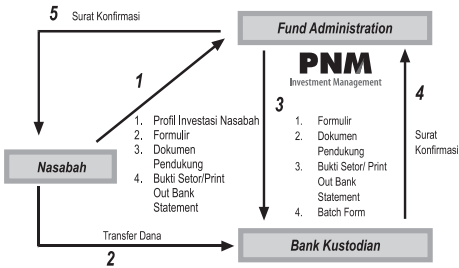 5 Surat Konfirmasi
Fund Administration
PNM
Investment Management
1
1. Profil Investasi Nasabah
2. Formulir
3. Dokumen
Pendukung
4. Bukti Setor/Print
Out Bank
Statement
3
1. Formulir
2. Dokumen
Pendukung
3. Bukti Setor/ Print
Out Bank
Statement
4. Batch Form
4
Surat
Konfirmasi
Nasabah
Transfer Dana
2
Bank Kustodian